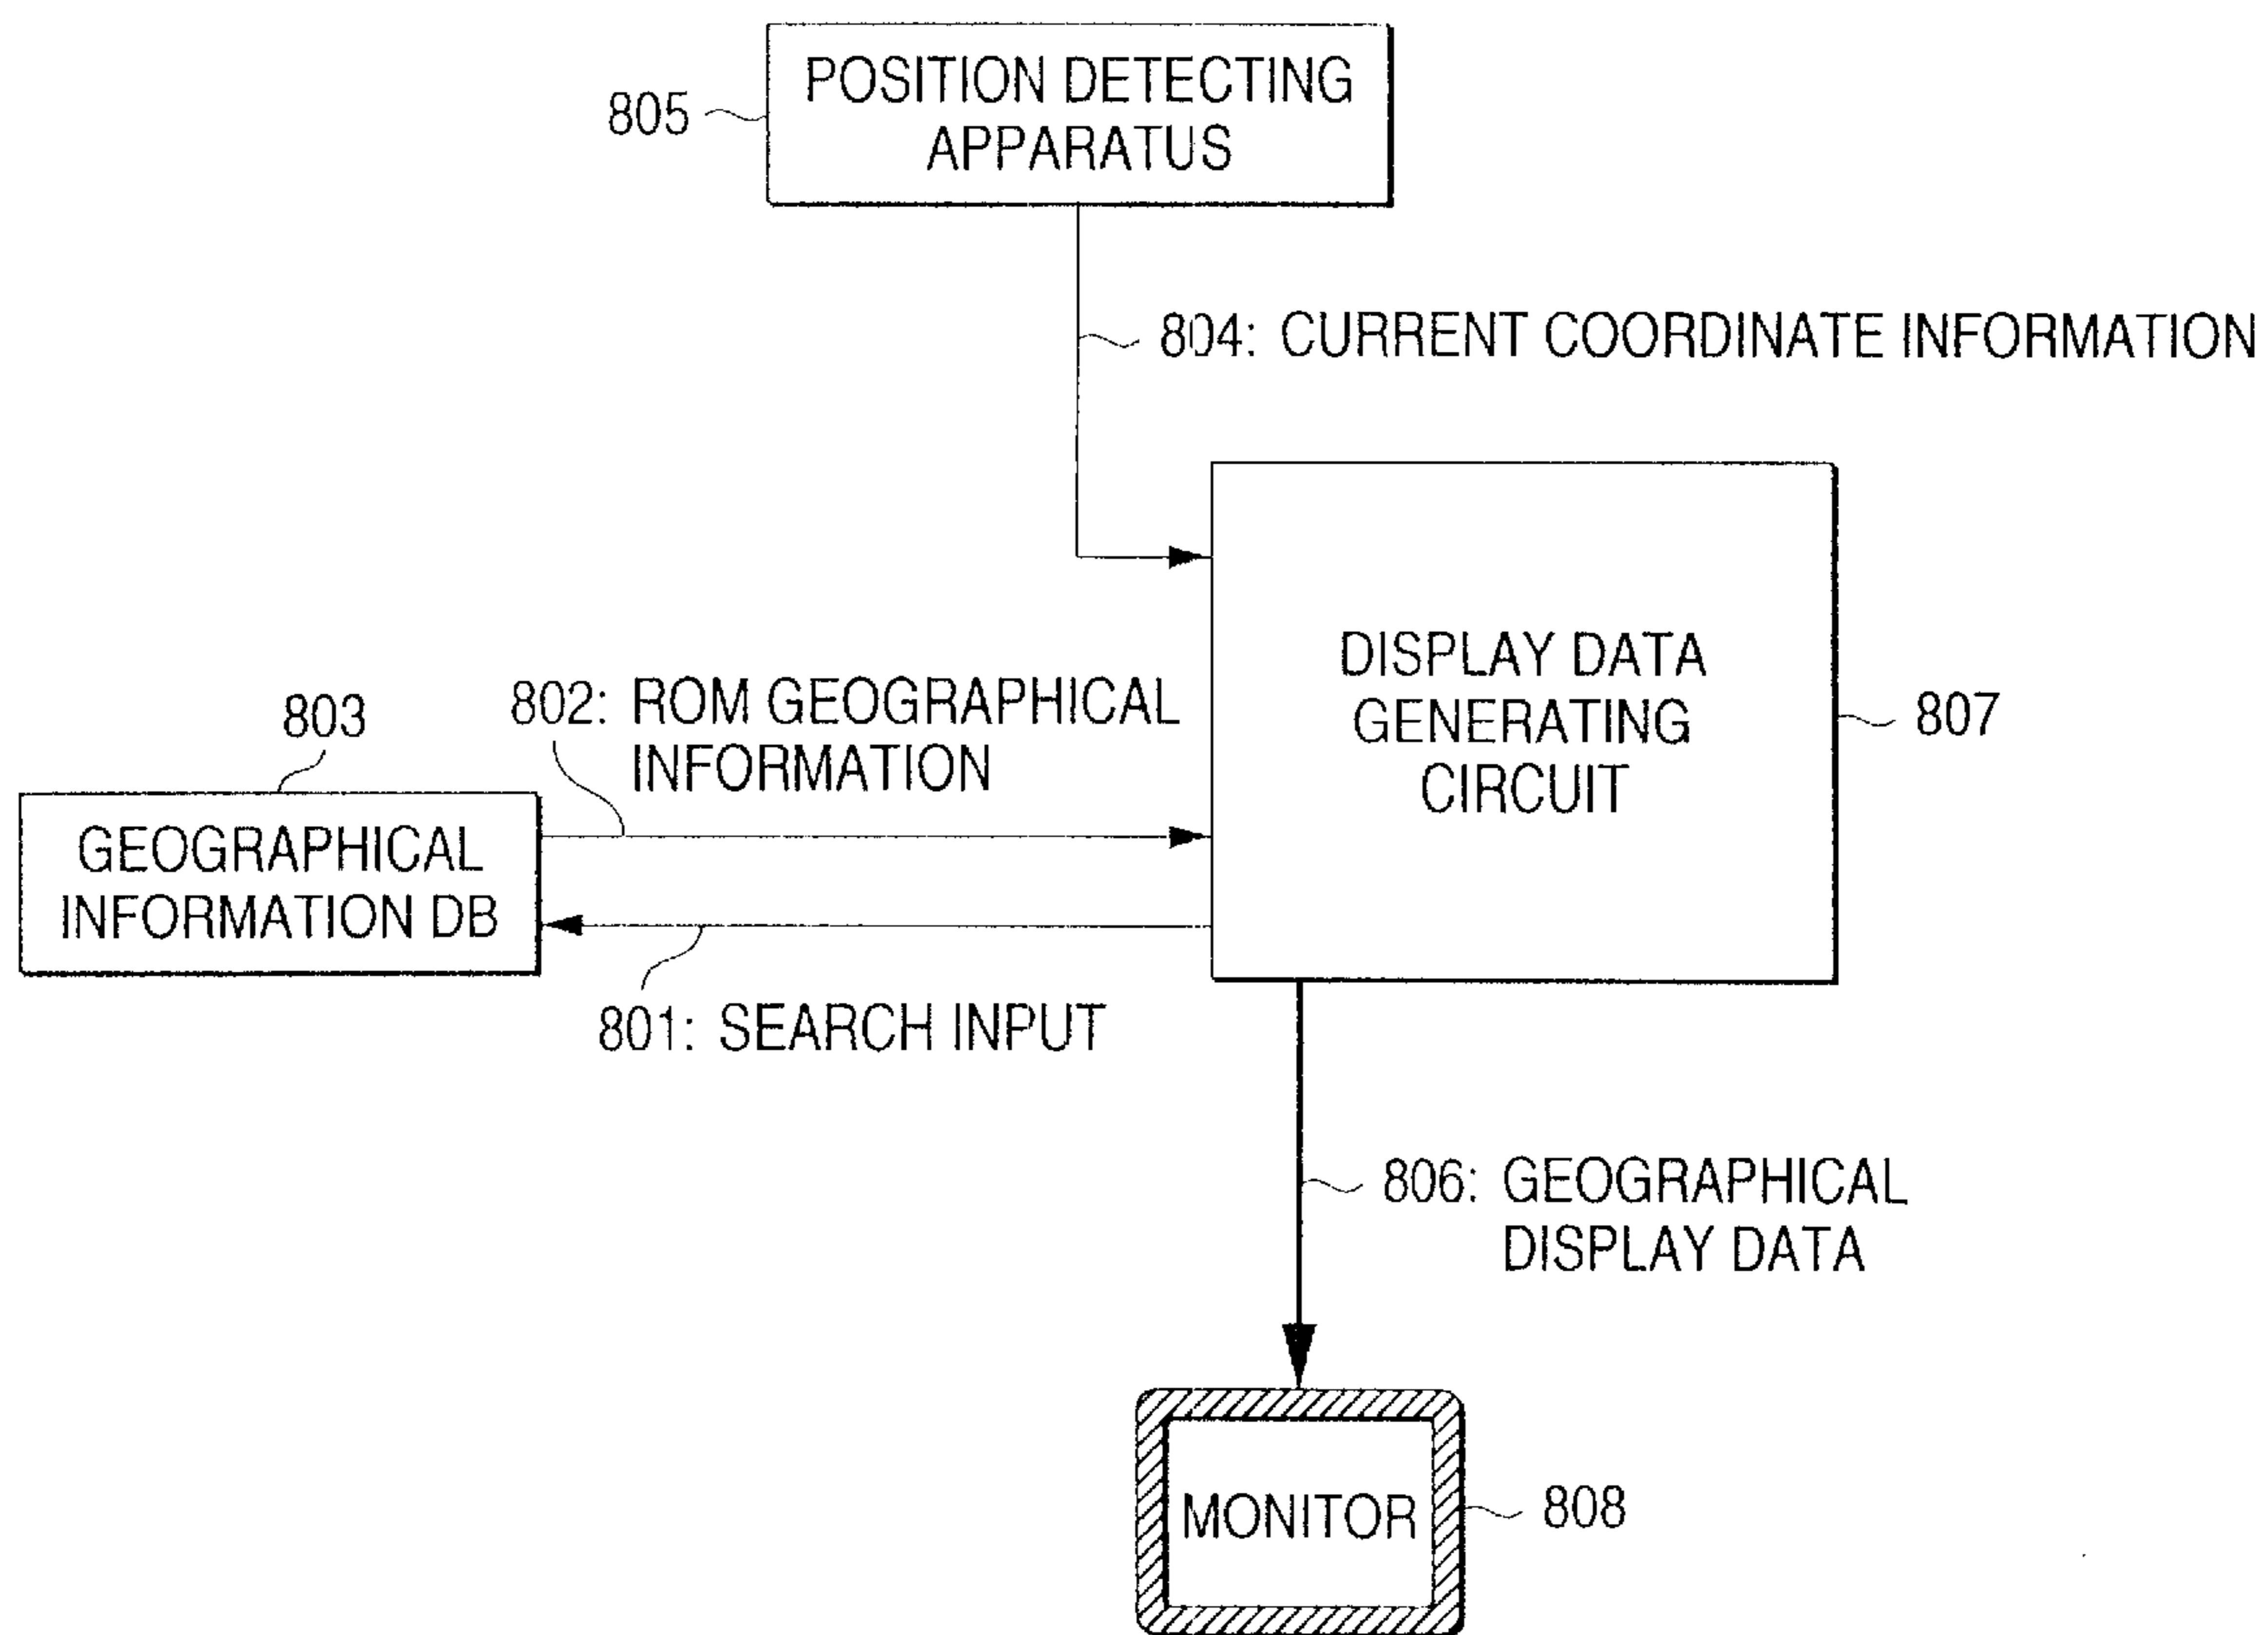 POSITION DETECTING
APPARATUS
805
804: CURRENT COORDINATE INFORMATION
DISPLAY DATA
GENERATING
CIRCUIT
807
802: ROM GEOGRAPHICAL
INFORMATION
803
GEOGRAPHICAL
INFORMATION DB
801: SEARCH INPUT
806: GEOGRAPHICAL
DISPLAY DATA
MONITOR
808